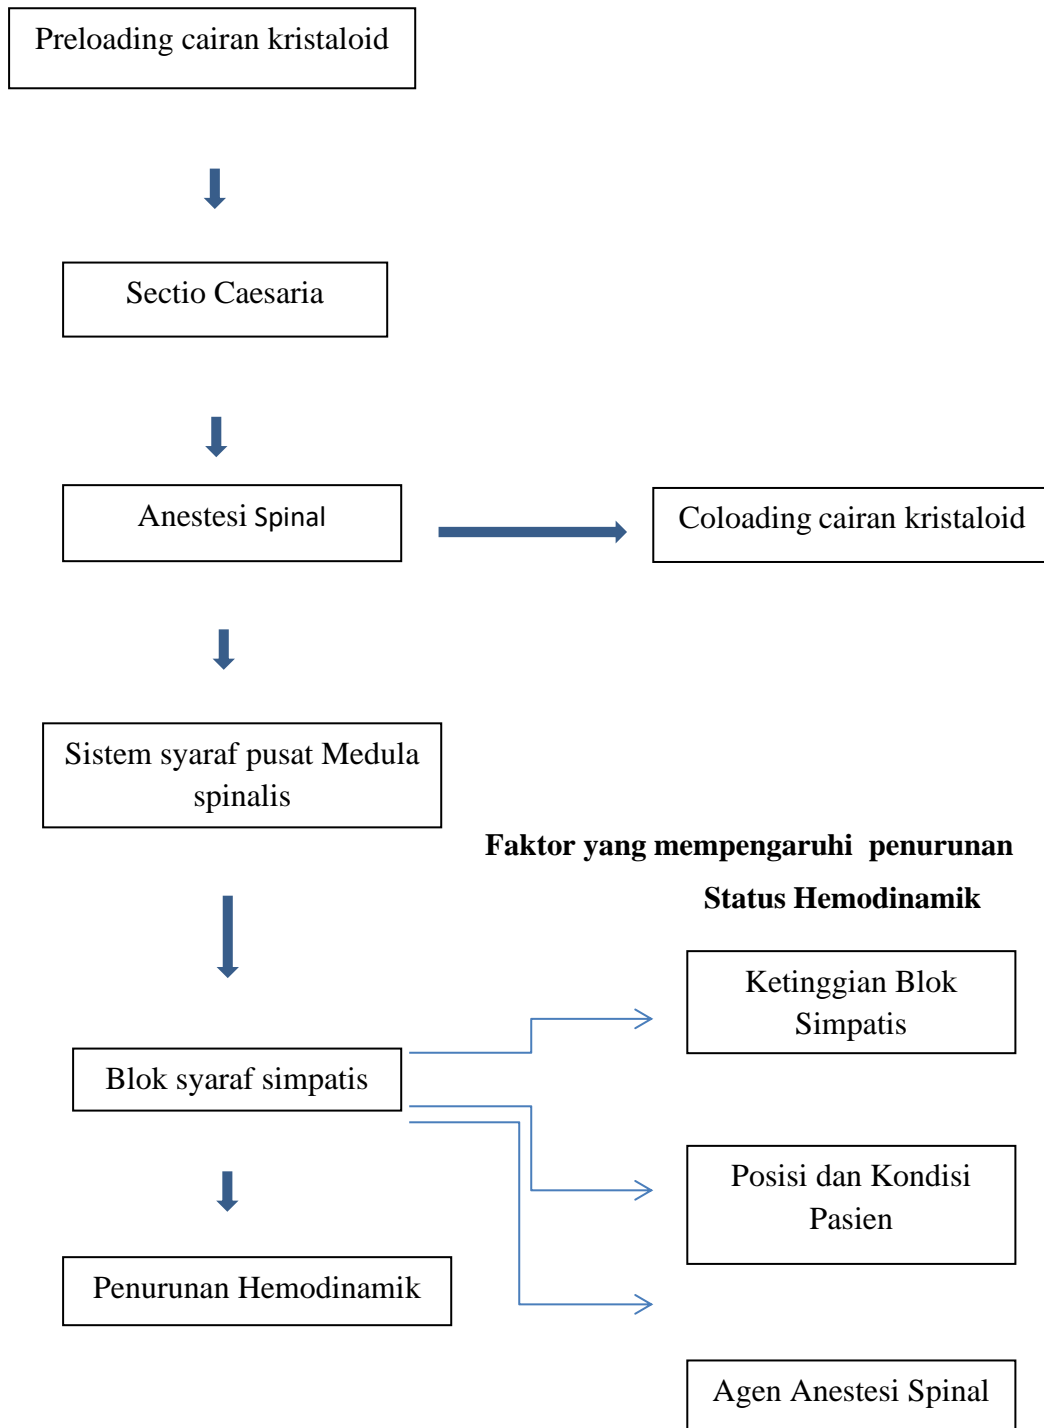 Preloading cairan kristaloid
Sectio Caesaria
Anestesi Spinal
Coloading cairan kristaloid
Sistem syaraf pusat Medula
spinalis
Faktor yang mempengaruhi penurunan
Status Hemodinamik
Ketinggian Blok
Simpatis
Blok syaraf simpatis
Posisi dan Kondisi
Pasien
Penurunan Hemodinamik
Agen Anestesi Spinal